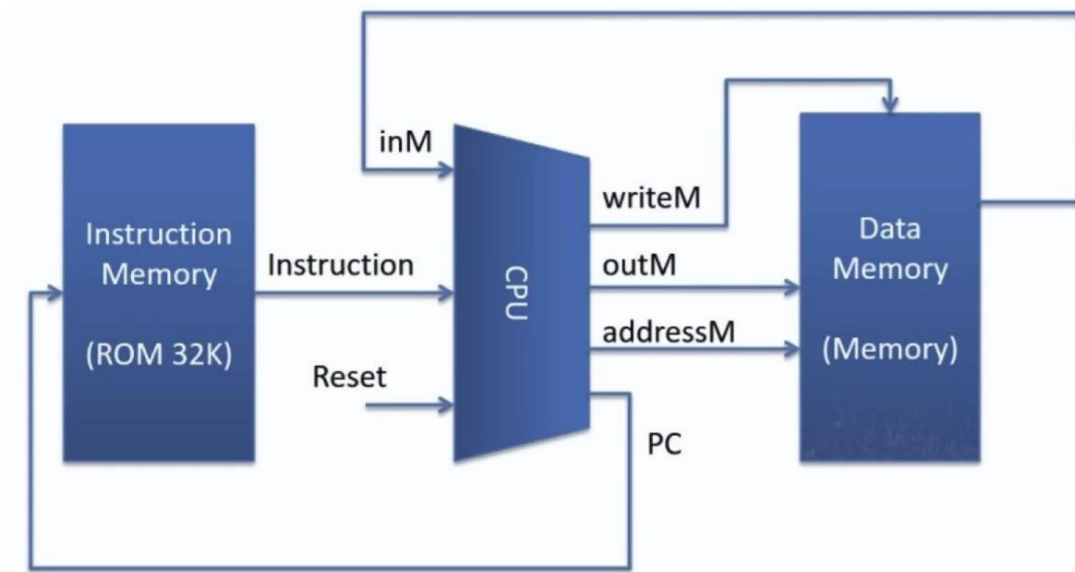 inM
writeM
Instruction
Memory
(ROM 32K)
Instruction
CPU
outM
Data
Memory
(Memory)
addressM
Reset
PC